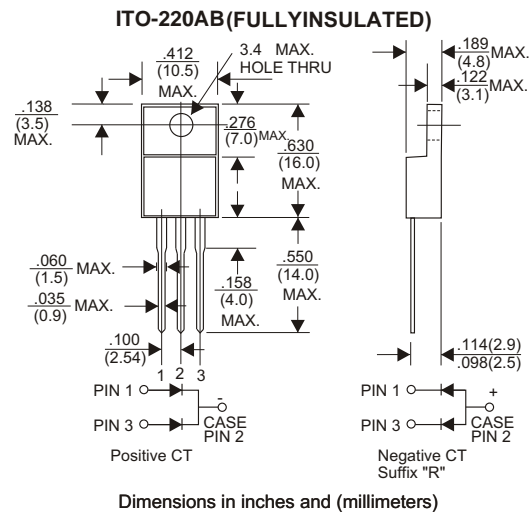 ITO-220AB(FULLYINSULATED)
.412
(10.5)
MAX.
3.4 MAX.
HOLE THRU
.189
(4.8)
.122
(3.1)
.138
(3.5)
MAX.
.276
(7.0) MAX.
.630
(16.0)
MAX.
.060
(1.5) MAX.
.035
(0.9) MAX.
.158
(4.0)
MAX.
.550
(14.0)
MAX.
.100
(2.54)
1 2 3
.114(2.9)
.098(2.5)
PIN 1
PIN 3
-
CASE
PIN 2
Positive CT
PIN 1
PIN 3
+
CASE
PIN 2
Negative CT
Suffix "R"
Dimensions in inches and (millimeters)